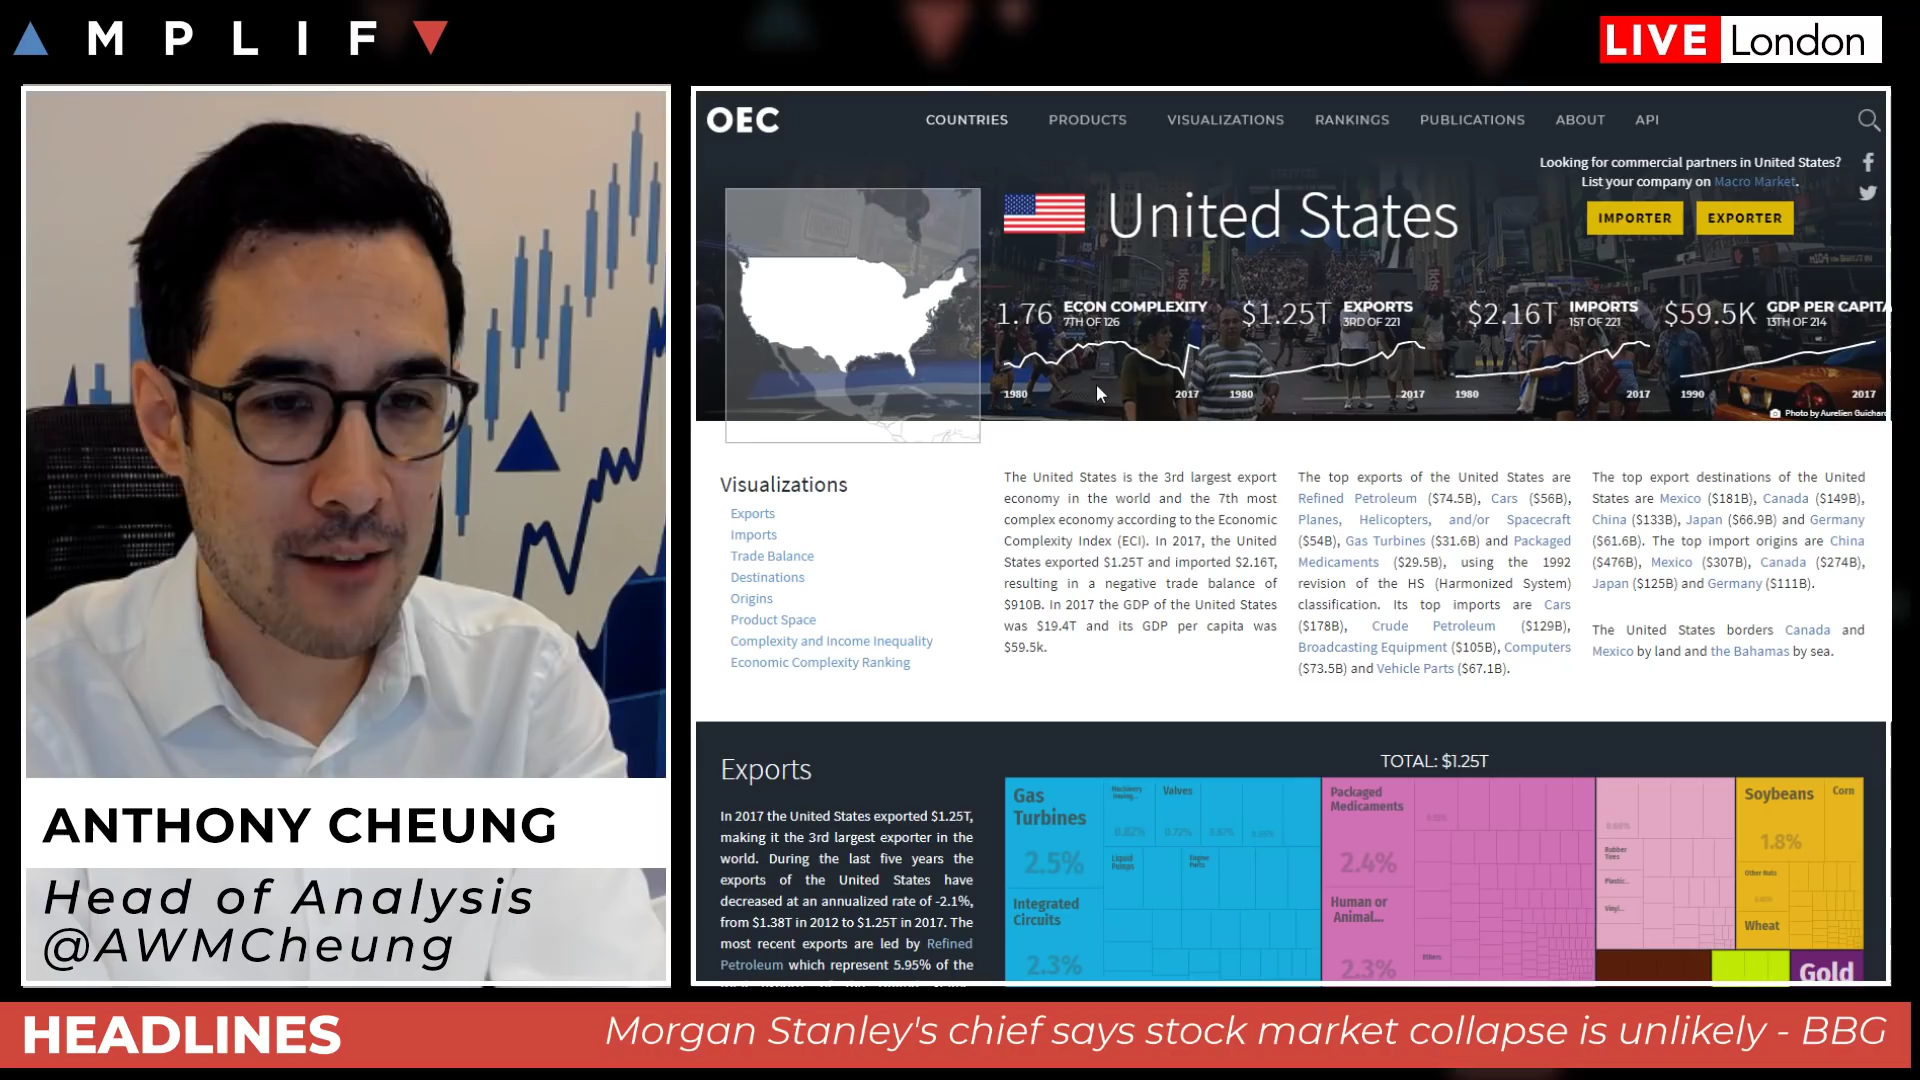 MPLIF
LIVE London
OEC
COUNTRIES PRODUCTS VISUALIZATIONS RANKINGS PUBLICATIONS ABOUT API
Looking for commercial partners in United States?
List your company on Macro Market.
IMPORTER EXPORTER
United States
1.76 ECON COMPLEXITY
7TH OF 126
$1.25T EXPORTS
3RD OF 221
$2.16T IMPORTS
1ST OF 221
$59.5K GDP PER CAPITA
13TH OF 214
1980 2017 1980 2017 1980 2017 1990 2017
Photo by Aurelien Guichard
Visualizations
Exports
Imports
Trade Balance
Destinations
Origins
Product Space
Complexity and Income Inequality
Economic Complexity Ranking
The United States is the 3rd largest export
economy in the world and the 7th most
complex economy according to the Economic
Complexity Index (ECI). In 2017, the United
States exported $1.25T and imported $2.16T,
resulting in a negative trade balance of
$910B. In 2017 the GDP of the United States
was $19.4T and its GDP per capita was
$59.5k.
The top exports of the United States are
Refined Petroleum ($74.5B), Cars ($56B),
Planes, Helicopters, and/or Spacecraft
($54B), Gas Turbines ($31.6B) and Packaged
Medicaments ($29.5B), using the 1992
revision of the HS (Harmonized System)
classification. Its top imports are Cars
($178B), Crude Petroleum ($129B),
Broadcasting Equipment ($105B), Computers
($73.5B) and Vehicle Parts ($67.1B).
The top export destinations of the United
States are Mexico ($181B), Canada ($149B),
China ($133B), Japan ($66.9B) and Germany
($61.6B). The top import origins are China
($476B), Mexico ($307B), Canada ($274B),
Japan ($125B) and Germany ($111B).
The United States borders Canada and
Mexico by land and the Bahamas by sea.
Exports
In 2017 the United States exported $1.25T,
making it the 3rd largest exporter in the
world. During the last five years the
exports of the United States have
decreased at an annualized rate of -2.1%,
from $1.38T in 2012 to $1.25T in 2017. The
most recent exports are led by Refined
Petroleum which represent 5.95% of the
TOTAL: $1.25T
Gas
Turbines
2.5%
Integrated
Circuits
2.3%
Valves
0.72%
Liquid
Pumps
Engine
Parts
Packaged
Medicaments
2.4%
Human or
Animal...
2.3%
Rubber
Tires
Plastic...
Vinyl...
Soybeans
1.8%
Corn
Other Nuts
Wheat
Gold
ANTHONY CHEUNG
Head of Analysis
@AWMCheung
HEADLINES
Morgan Stanley's chief says stock market collapse is unlikely - BBG